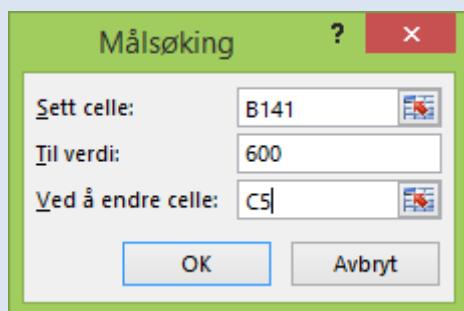 Målsøking ? ×
Sett celle: B141
Til verdi: 600
Ved å endre celle: C5
OK Avbryt